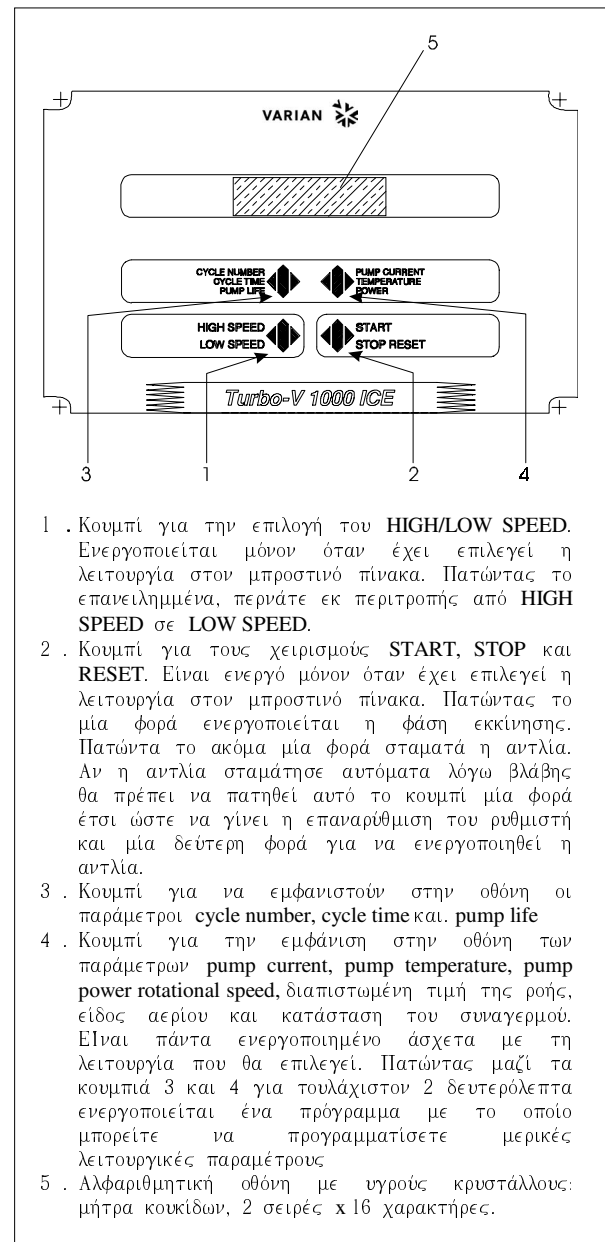 5
VARIAN
CYCLE NUMBER
CYCLE TIME
PUMP LIFE
PUMP CURRENT
TEMPERATURE
POWER
HIGH SPEED
LOW SPEED
START
STOP RESET
Turbo-V 1000 ICE
3 1 2 4
1 . Κουμπί για την επιλογή του HIGH/LOW SPEED.
Ενεργοποιείται μόνον όταν έχει επιλεγεί η
λειτουργία στον μπροστινό πίνακα. Πατώντας το
επανειλημμένα, περνάτε εκ περιτροπής από HIGH
SPEED σε LOW SPEED.
2 . Κουμπί για τους χειρισμούς START, STOP και
RESET. Είναι ενεργό μόνον όταν έχει επιλεγεί η
λειτουργία στον μπροστινό πίνακα. Πατώντας το
μία φορά ενεργοποιείται η φάση εκκίνησης.
Πατώντα το ακόμα μία φορά σταματά η αντλία.
Αν η αντλία σταμάτησε αυτόματα λόγω βλάβης
θα πρέπει να πατηθεί αυτό το κουμπί μία φορά
έτσι ώστε να γίνει η επαναρύθμιση του ρυθμιστή
και μία δεύτερη φορά για να ενεργοποιηθεί η
αντλία.
3 . Κουμπί για να εμφανιστούν στην οθόνη οι
παράμετροι cycle number, cycle time και. pump life
4 . Κουμπί για την εμφάνιση στην οθόνη των
παράμετρων pump current, pump temperature, pump
power rotational speed, διαπιστωμένη τιμή της ροής,
είδος αερίου και κατάσταση του συναγερμού.
ΕΙναι πάντα ενεργοποιημένο άσχετα με τη
λειτουργία που θα επιλεγεί. Πατώντας μαζί τα
κουμπιά 3 και 4 για τουλάχιστον 2 δευτερόλεπτα
ενεργοποιείται ένα πρόγραμμα με το οποίο
μπορείτε να προγραμματίσετε μερικές
λειτουργικές παραμέτρους
5 . Αλφαριθμητική οθόνη με υγρούς κρυστάλλους:
μήτρα κουκίδων, 2 σειρές x 16 χαρακτήρες.